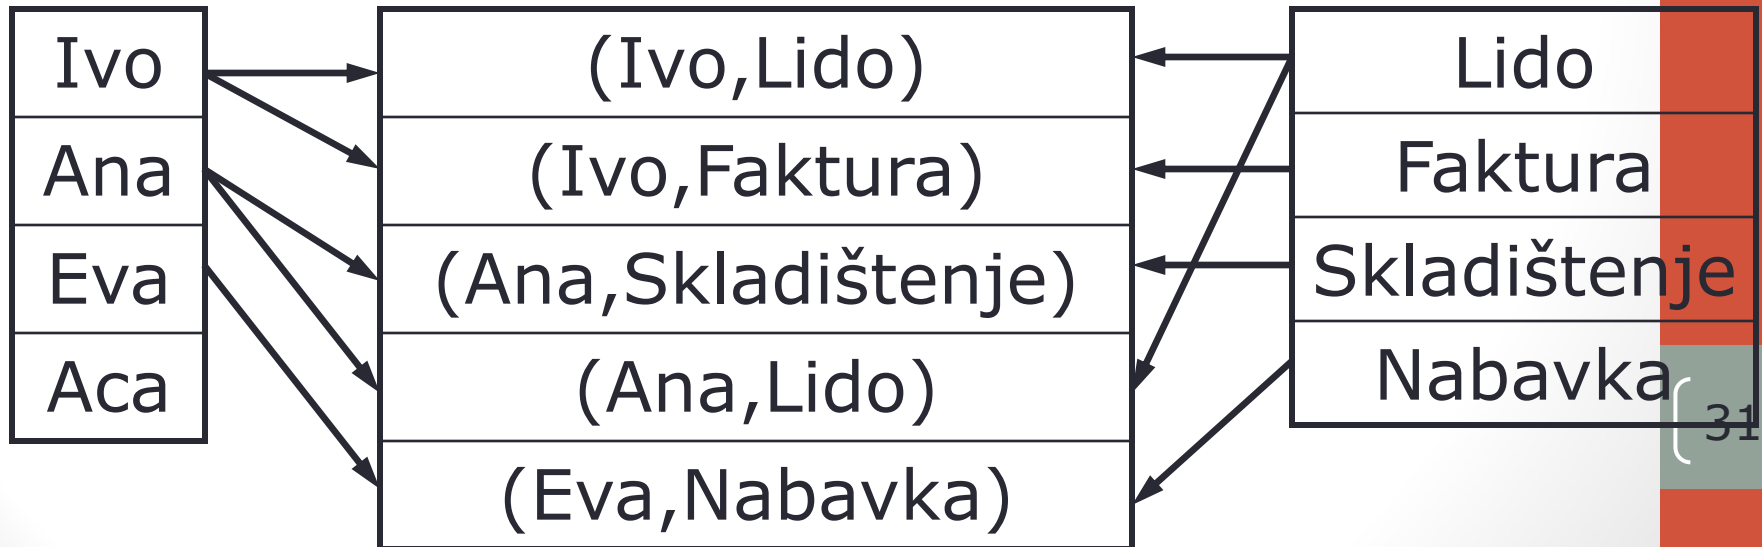 Ivo
Ana
Eva
Aca
(Ivo,Lido)
(Ivo,Faktura)
(Ana,Skladištenje)
(Ana,Lido)
(Eva,Nabavka)
Lido
Faktura
Skladištenje
Nabavka
31